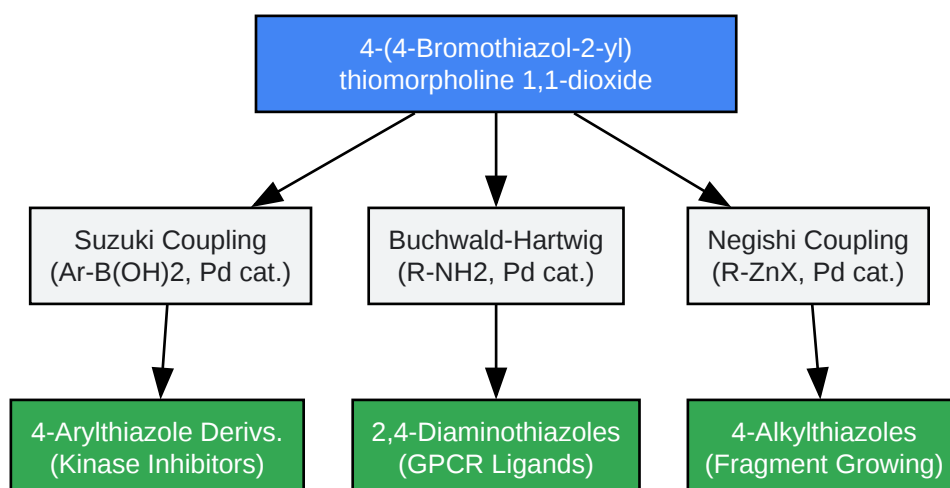 4-(4-Bromothiazol-2-yl)
thiomorpholine 1,1-dioxide
Suzuki Coupling
(Ar-B(OH)2, Pd cat.)
Buchwald-Hartwig
(R-NH2, Pd cat.)
Negishi Coupling
(R-ZnX, Pd cat.)
4-Arylthiazole Derivs.
(Kinase Inhibitors)
2,4-Diaminothiazoles
(GPCR Ligands)
4-Alkylthiazoles
(Fragment Growing)